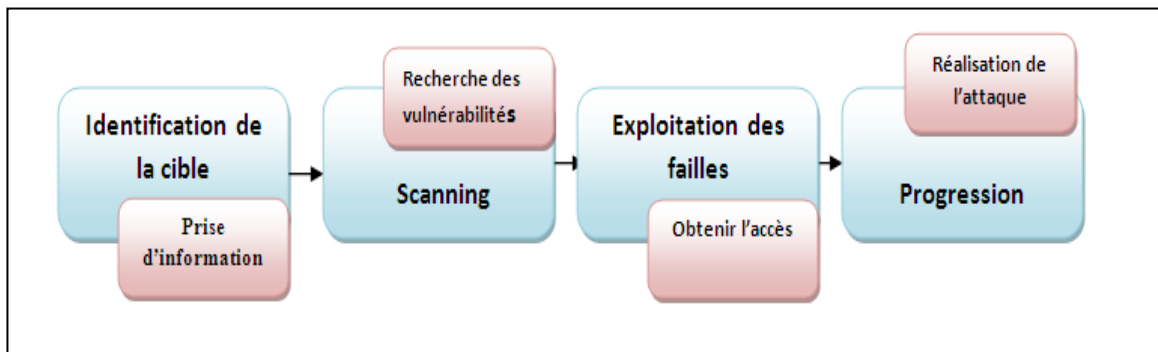 Identification de
la cible
Prise
d'information
Recherche des
vulnérabilités
Scanning
Exploitation des
failles
Obtenir l'accès
Réalisation de
l'attaque
Progression